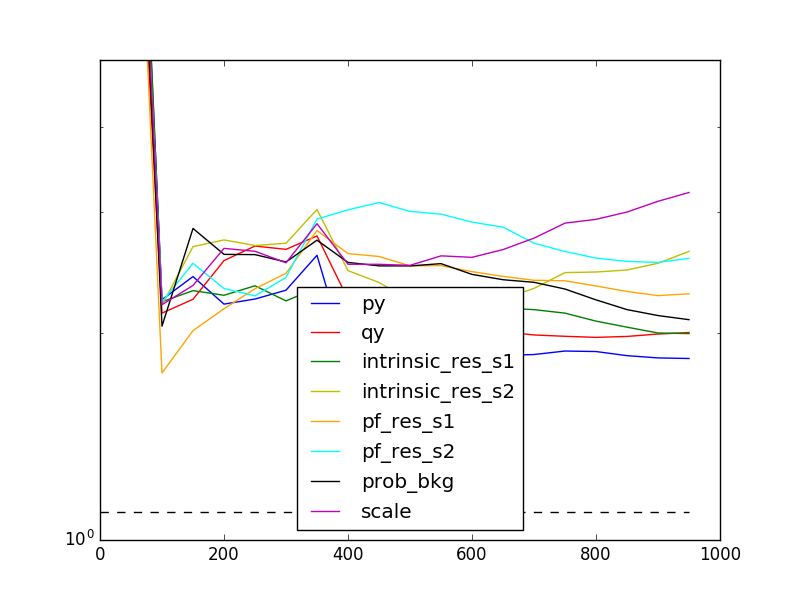 py
qy
intrinsic_res_s1
intrinsic_res_s2
pf_res_s1
pf_res_s2
prob_bkg
scale
10^0
0 200 400 600 800 1000